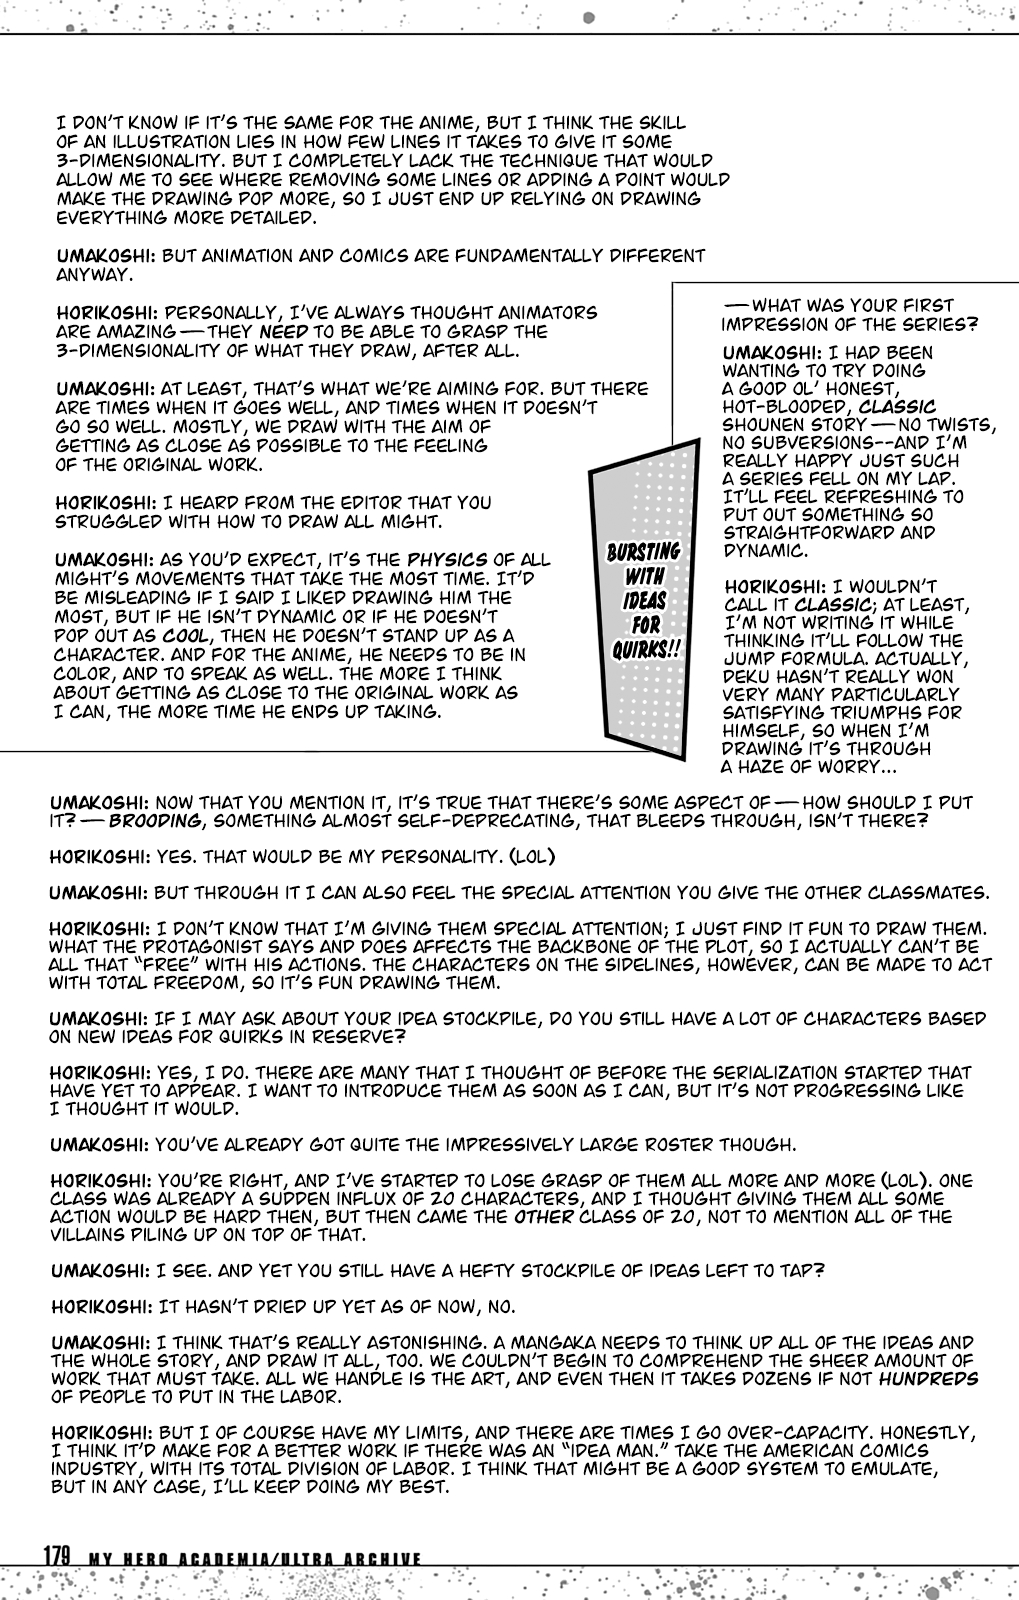 I DON'T KNOW IF IT'S THE SAME FOR THE ANIME, BUT I THINK THE SKILL
OF AN ILLUSTRATION LIES IN HOW FEW LINES IT TAKES TO GIVE IT SOME
3-DIMENSIONALITY. BUT I COMPLETELY LACK THE TECHNIQUE THAT WOULD
ALLOW ME TO SEE WHERE REMOVING SOME LINES OR ADDING A POINT WOULD
MAKE THE DRAWING POP MORE, SO I JUST END UP RELYING ON DRAWING
EVERYTHING MORE DETAILED.
UMAKOSHI: BUT ANIMATION AND COMICS ARE FUNDAMENTALLY DIFFERENT
ANYWAY.
HORIKOSHI: PERSONALLY, I'VE ALWAYS THOUGHT ANIMATORS
ARE AMAZING — THEY NEED TO BE ABLE TO GRASP THE
3-DIMENSIONALITY OF WHAT THEY DRAW, AFTER ALL.
UMAKOSHI: AT LEAST, THAT'S WHAT WE'RE AIMING FOR. BUT THERE
ARE TIMES WHEN IT GOES WELL, AND TIMES WHEN IT DOESN'T
GO SO WELL. MOSTLY, WE DRAW WITH THE AIM OF
GETTING AS CLOSE AS POSSIBLE TO THE FEELING
OF THE ORIGINAL WORK.
HORIKOSHI: I HEARD FROM THE EDITOR THAT YOU
STRUGGLED WITH HOW TO DRAW ALL MIGHT.
UMAKOSHI: AS YOU'D EXPECT, IT'S THE PHYSICS OF ALL
MIGHT'S MOVEMENTS THAT TAKE THE MOST TIME. IT'D
BE MISLEADING IF I SAID I LIKED DRAWING HIM THE
MOST, BUT IF HE ISN'T DYNAMIC OR IF HE DOESN'T
POP OUT AS COOL, THEN HE DOESN'T STAND UP AS A
CHARACTER. AND FOR THE ANIME, HE NEEDS TO BE IN
COLOR, AND TO SPEAK AS WELL. THE MORE I THINK
ABOUT GETTING AS CLOSE TO THE ORIGINAL WORK AS
I CAN, THE MORE TIME HE ENDS UP TAKING.
BURSTING
WITH
IDEAS
FOR
QUIRKS!!
— WHAT WAS YOUR FIRST
IMPRESSION OF THE SERIES?
UMAKOSHI: I HAD BEEN
WANTING TO TRY DOING
A GOOD OL' HONEST,
HOT-BLOODED, CLASSIC
SHOUNEN STORY — NO TWISTS,
NO SUBVERSIONS--AND I'M
REALLY HAPPY JUST SUCH
A SERIES FELL ON MY LAP.
IT'LL FEEL REFRESHING TO
PUT OUT SOMETHING SO
STRAIGHTFORWARD AND
DYNAMIC.
HORIKOSHI: I WOULDN'T
CALL IT CLASSIC; AT LEAST,
I'M NOT WRITING IT WHILE
THINKING IT'LL FOLLOW THE
JUMP FORMULA. ACTUALLY,
DEKU HASN'T REALLY WON
VERY MANY PARTICULARLY
SATISFYING TRIUMPHS FOR
HIMSELF, SO WHEN I'M
DRAWING IT'S THROUGH
A HAZE OF WORRY...
UMAKOSHI: NOW THAT YOU MENTION IT, IT'S TRUE THAT THERE'S SOME ASPECT OF — HOW SHOULD I PUT
IT? — BROODING, SOMETHING ALMOST SELF-DEPRECATING, THAT BLEEDS THROUGH, ISN'T THERE?
HORIKOSHI: YES. THAT WOULD BE MY PERSONALITY. (LOL)
UMAKOSHI: BUT THROUGH IT I CAN ALSO FEEL THE SPECIAL ATTENTION YOU GIVE THE OTHER CLASSMATES.
HORIKOSHI: I DON'T KNOW THAT I'M GIVING THEM SPECIAL ATTENTION; I JUST FIND IT FUN TO DRAW THEM.
WHAT THE PROTAGONIST SAYS AND DOES AFFECTS THE BACKBONE OF THE PLOT, SO I ACTUALLY CAN'T BE
ALL THAT "FREE" WITH HIS ACTIONS. THE CHARACTERS ON THE SIDELINES, HOWEVER, CAN BE MADE TO ACT
WITH TOTAL FREEDOM, SO IT'S FUN DRAWING THEM.
UMAKOSHI: IF I MAY ASK ABOUT YOUR IDEA STOCKPILE, DO YOU STILL HAVE A LOT OF CHARACTERS BASED
ON NEW IDEAS FOR QUIRKS IN RESERVE?
HORIKOSHI: YES, I DO. THERE ARE MANY THAT I THOUGHT OF BEFORE THE SERIALIZATION STARTED THAT
HAVE YET TO APPEAR. I WANT TO INTRODUCE THEM AS SOON AS I CAN, BUT IT'S NOT PROGRESSING LIKE
I THOUGHT IT WOULD.
UMAKOSHI: YOU'VE ALREADY GOT QUITE THE IMPRESSIVELY LARGE ROSTER THOUGH.
HORIKOSHI: YOU'RE RIGHT, AND I'VE STARTED TO LOSE GRASP OF THEM ALL MORE AND MORE (LOL). ONE
CLASS WAS ALREADY A SUDDEN INFLUX OF 20 CHARACTERS, AND I THOUGHT GIVING THEM ALL SOME
ACTION WOULD BE HARD THEN, BUT THEN CAME THE OTHER CLASS OF 20, NOT TO MENTION ALL OF THE
VILLAINS PILING UP ON TOP OF THAT.
UMAKOSHI: I SEE. AND YET YOU STILL HAVE A HEFTY STOCKPILE OF IDEAS LEFT TO TAP?
HORIKOSHI: IT HASN'T DRIED UP YET AS OF NOW, NO.
UMAKOSHI: I THINK THAT'S REALLY ASTONISHING. A MANGAKA NEEDS TO THINK UP ALL OF THE IDEAS AND
THE WHOLE STORY, AND DRAW IT ALL, TOO. WE COULDN'T BEGIN TO COMPREHEND THE SHEER AMOUNT OF
WORK THAT MUST TAKE. ALL WE HANDLE IS THE ART, AND EVEN THEN IT TAKES DOZENS IF NOT HUNDREDS
OF PEOPLE TO PUT IN THE LABOR.
HORIKOSHI: BUT I OF COURSE HAVE MY LIMITS, AND THERE ARE TIMES I GO OVER-CAPACITY. HONESTLY,
I THINK IT'D MAKE FOR A BETTER WORK IF THERE WAS AN "IDEA MAN." TAKE THE AMERICAN COMICS
INDUSTRY, WITH ITS TOTAL DIVISION OF LABOR. I THINK THAT MIGHT BE A GOOD SYSTEM TO EMULATE,
BUT IN ANY CASE, I'LL KEEP DOING MY BEST.
179 MY HERO ACADEMIA/ULTRA ARCHIVE